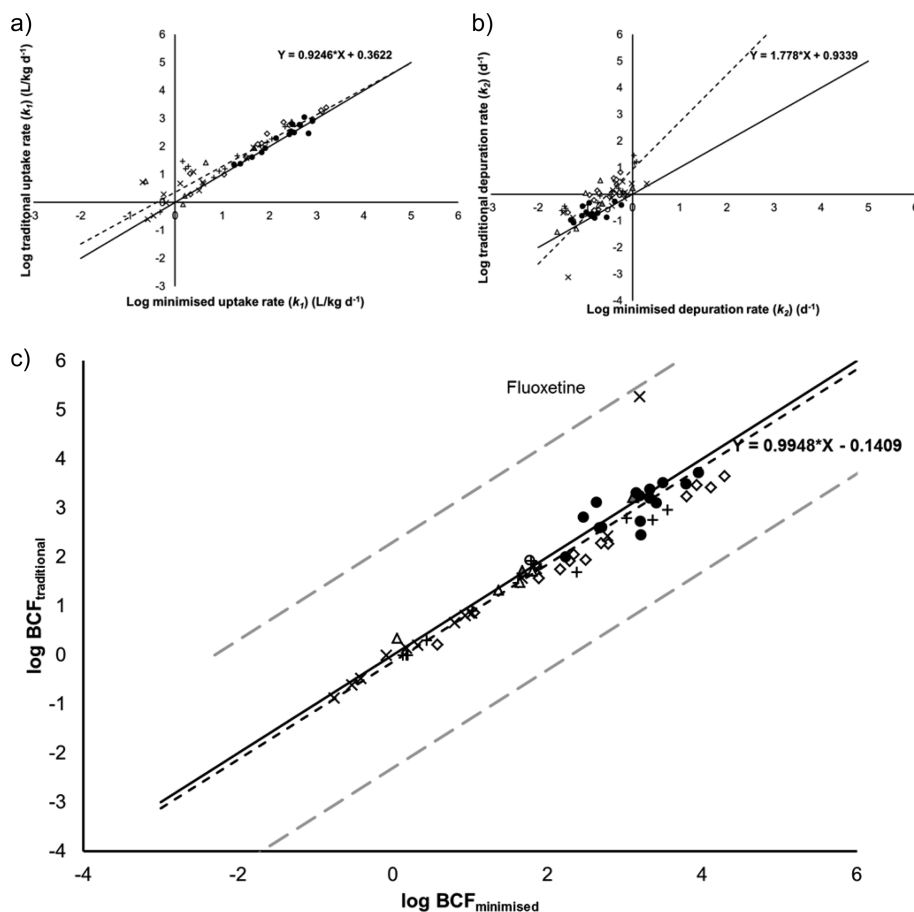 a)
Y = 0.9246*X + 0.3622
Log traditional uptake rate (k1) (L/kg d-1)
6
5
4
3
2
1
0
-1
-2
-3
-3 -2 -1 0 1 2 3 4 5 6
Log minimised uptake rate (k1) (L/kg d-1)
b)
Y = 1.778*X + 0.9339
Log traditional depuration rate (k2) (d-1)
6
5
4
3
2
1
0
-1
-2
-3
-4
-3 -2 -1 0 1 2 3 4 5 6
Log minimised depuration rate (k2) (d-1)
c)
Fluoxetine
Y = 0.9948*X - 0.1409
log BCFtraditional
6
5
4
3
2
1
0
-1
-2
-3
-4
-4 -2 0 2 4 6
log BCFminimised